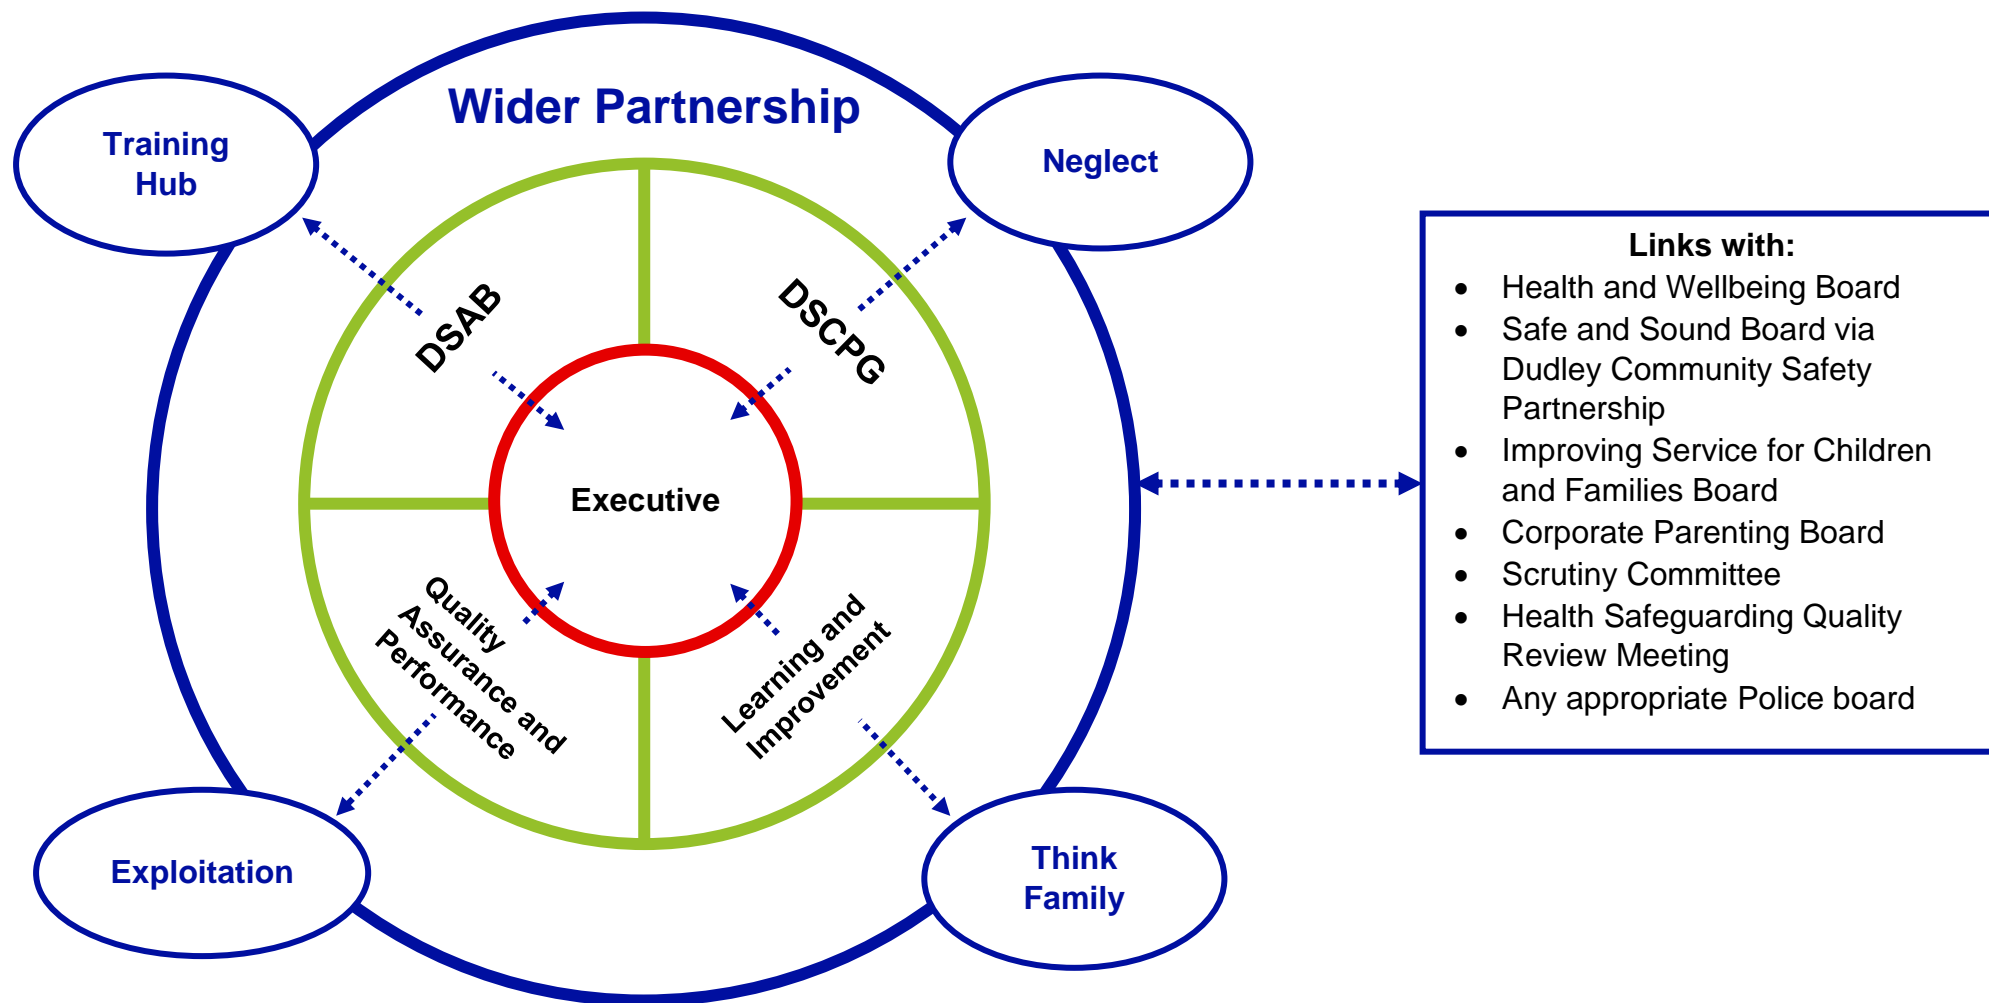 Wider Partnership
Training
Hub
Neglect
DSAB
DSCPG
Executive
Quality
Assurance and
Performance
Learning and
Improvement
Exploitation
Think
Family
Links with:
• Health and Wellbeing Board
• Safe and Sound Board via
Dudley Community Safety
Partnership
• Improving Service for Children
and Families Board
• Corporate Parenting Board
• Scrutiny Committee
• Health Safeguarding Quality
Review Meeting
• Any appropriate Police board